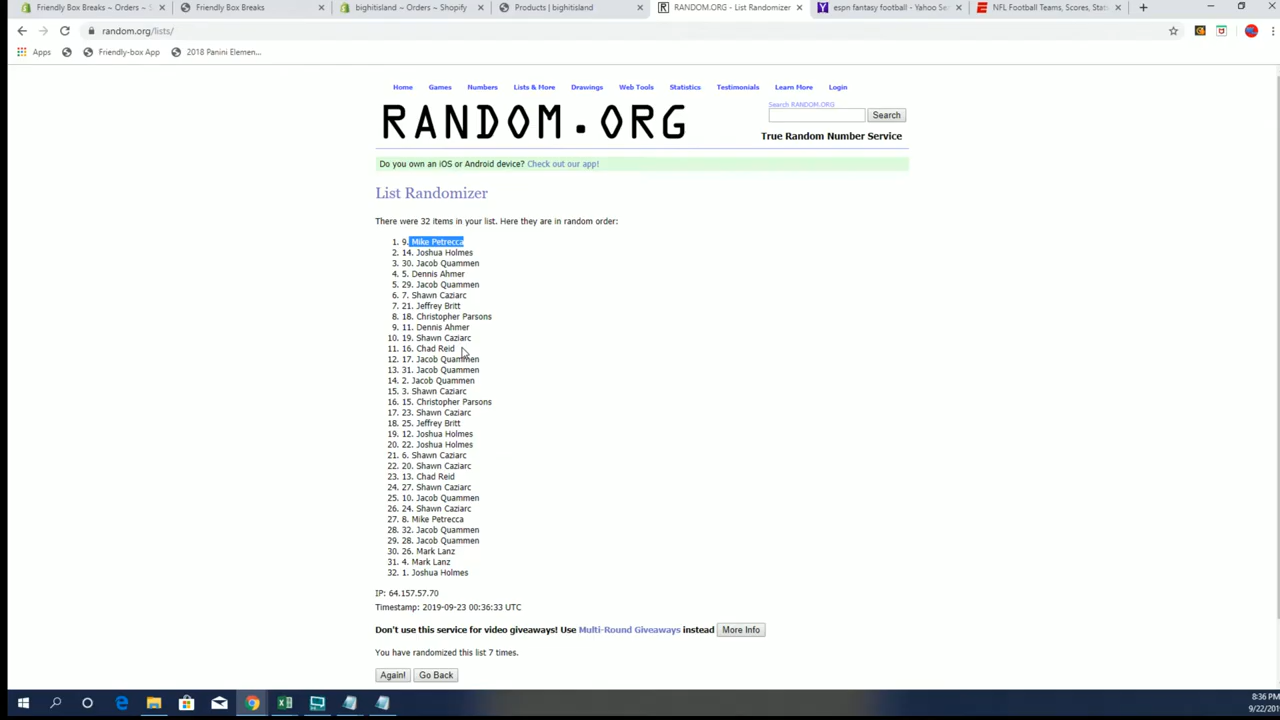 Friendly Box Breaks ~ Orders ~ S
Friendly Box Breaks
bighitisland ~ Orders ~ Shopify
Products | bighitisland
RANDOM.ORG - List Randomizer
espn fantasy football - Yahoo Se
NFL Football Teams, Scores, Stats
random.org/lists/
Apps
Friendly-box App
2018 Panini Elemen...
Home Games Numbers Lists & More Drawings Web Tools Statistics Testimonials Learn More Login
RANDOM.ORG
Search RANDOM.ORG
Search
True Random Number Service
Do you own an iOS or Android device? Check out our app!
List Randomizer
There were 32 items in your list. Here they are in random order:
1. 9. Mike Petrecca
2. 14. Joshua Holmes
3. 30. Jacob Quammen
4. 5. Dennis Ahmer
5. 29. Jacob Quammen
6. 7. Shawn Caziarc
7. 21. Jeffrey Britt
8. 18. Christopher Parsons
9. 11. Dennis Ahmer
10. 19. Shawn Caziarc
11. 16. Chad Reid
12. 17. Jacob Quammen
13. 31. Jacob Quammen
14. 2. Jacob Quammen
15. 3. Shawn Caziarc
16. 15. Christopher Parsons
17. 23. Shawn Caziarc
18. 25. Jeffrey Britt
19. 12. Joshua Holmes
20. 22. Joshua Holmes
21. 6. Shawn Caziarc
22. 20. Shawn Caziarc
23. 13. Chad Reid
24. 27. Shawn Caziarc
25. 10. Jacob Quammen
26. 24. Shawn Caziarc
27. 8. Mike Petrecca
28. 32. Jacob Quammen
29. 28. Jacob Quammen
30. 26. Mark Lanz
31. 4. Mark Lanz
32. 1. Joshua Holmes
IP: 64.157.57.70
Timestamp: 2019-09-23 00:36:33 UTC
Don't use this service for video giveaways! Use Multi-Round Giveaways instead More Info
You have randomized this list 7 times.
Again! Go Back
8:36 PM
9/22/201